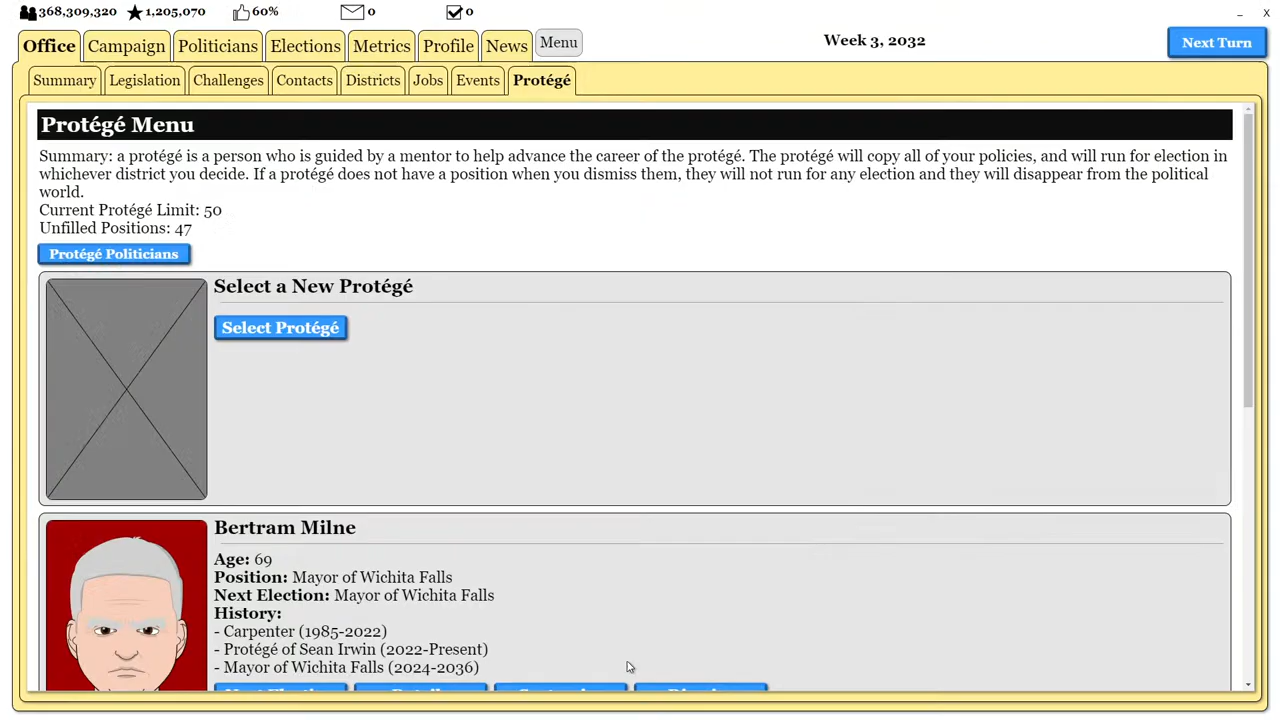 368,309,320 1,205,070 60% 0 0
_ X
Office Campaign Politicians Elections Metrics Profile News Menu
Week 3, 2032
Next Turn
Summary Legislation Challenges Contacts Districts Jobs Events Protégé
Protégé Menu
Summary: a protégé is a person who is guided by a mentor to help advance the career of the protégé. The protégé will copy all of your policies, and will run for election in
whichever district you decide. If a protégé does not have a position when you dismiss them, they will not run for any election and they will disappear from the political
world.
Current Protégé Limit: 50
Unfilled Positions: 47
Protégé Politicians
Select a New Protégé
Select Protégé
Bertram Milne
Age: 69
Position: Mayor of Wichita Falls
Next Election: Mayor of Wichita Falls
History:
- Carpenter (1985-2022)
- Protégé of Sean Irwin (2022-Present)
- Mayor of Wichita Falls (2024-2036)